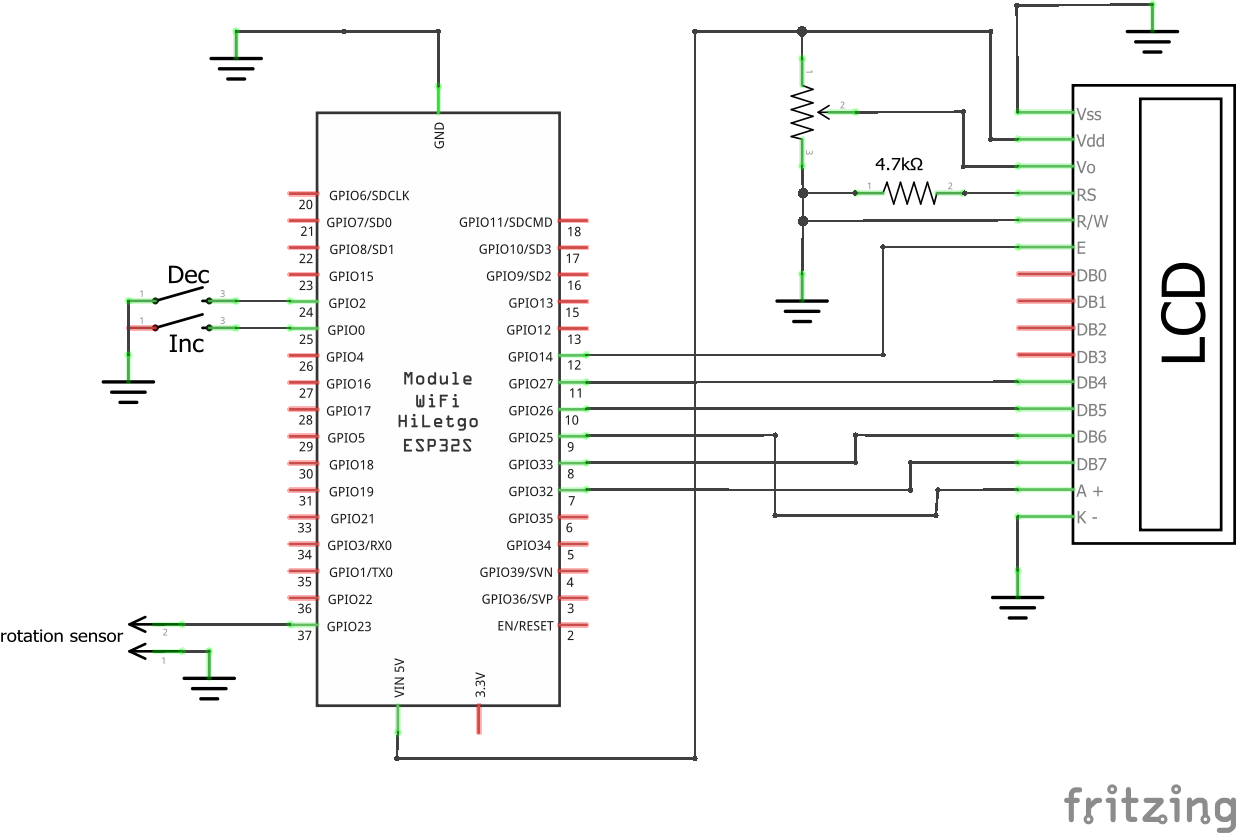 GND
GPIO6/SDCLK
20
GPIO7/SD0
21
GPIO8/SD1
22
GPIO15
23
GPIO2
24
GPIO0
25
GPIO4
26
GPIO16
27
GPIO17
28
GPIO5
29
GPIO18
30
GPIO19
31
GPIO21
33
GPIO3/RX0
34
GPIO1/TX0
35
GPIO22
36
GPIO23
37
GPIO11/SDCMD
18
GPIO10/SD3
17
GPIO9/SD2
16
GPIO13
15
GPIO12
13
GPIO14
12
GPIO27
11
GPIO26
10
GPIO25
9
GPIO33
8
GPIO32
7
GPIO35
6
GPIO34
5
GPIO39/SVN
4
GPIO36/SVP
3
EN/RESET
2
Module
WiFi
HiLetgo
ESP32S
VIN 5V
3.3V
Dec
1 3
1 3
Inc
rotation sensor
2
1
1
2
3
4.7kΩ
1 2
Vss
Vdd
Vo
RS
R/W
E
DB0
DB1
DB2
DB3
DB4
DB5
DB6
DB7
A +
K -
LCD
fritzing